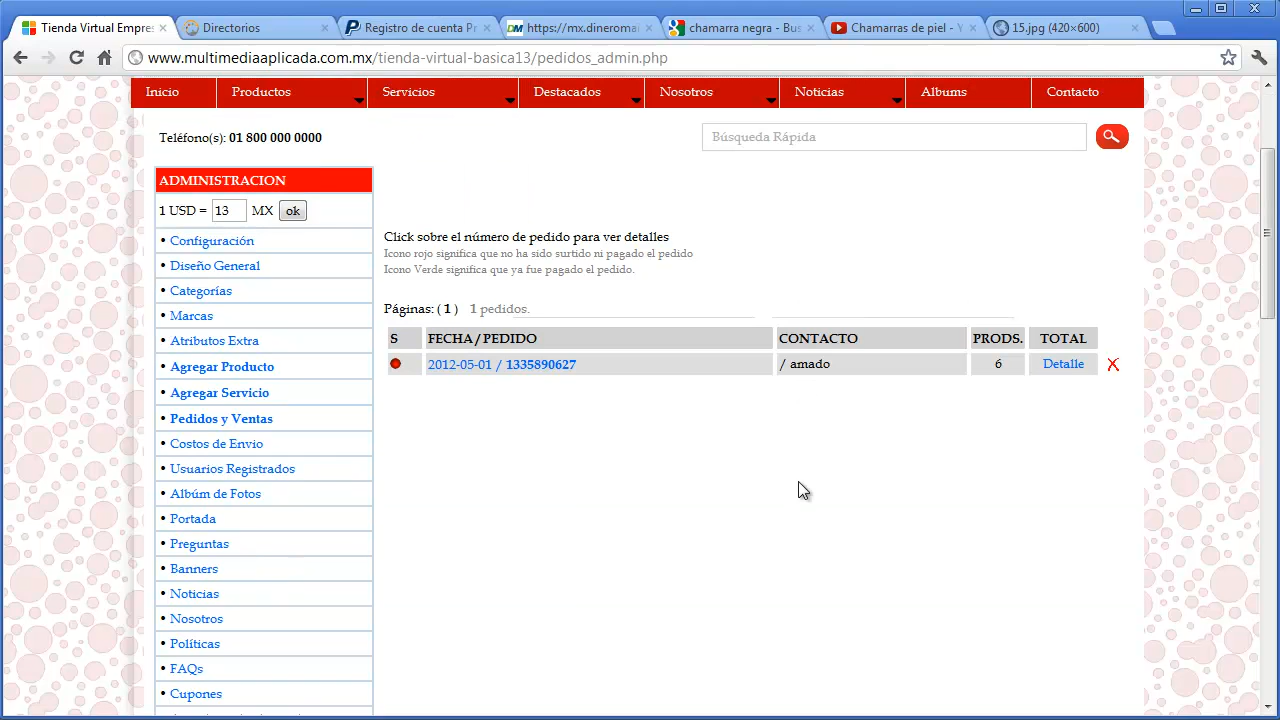 Tienda Virtual Empres
Directorios
Registro de cuenta Pr
https://mx.dineromai
chamarra negra - Bus
Chamarras de piel - Y
15.jpg (420×600)
www.multimediaaplicada.com.mx/tienda-virtual-basica13/pedidos_admin.php
Inicio
Productos
Servicios
Destacados
Nosotros
Noticias
Albums
Contacto
Teléfono(s): 01 800 000 0000
Búsqueda Rápida
ADMINISTRACION
1 USD = 13 MX ok
• Configuración
• Diseño General
• Categorías
• Marcas
• Atributos Extra
• Agregar Producto
• Agregar Servicio
• Pedidos y Ventas
• Costos de Envio
• Usuarios Registrados
• Albúm de Fotos
• Portada
• Preguntas
• Banners
• Noticias
• Nosotros
• Políticas
• FAQs
• Cupones
Click sobre el número de pedido para ver detalles
Icono rojo significa que no ha sido surtido ni pagado el pedido
Icono Verde significa que ya fue pagado el pedido.
Páginas: ( 1 ) 1 pedidos.
S FECHA / PEDIDO CONTACTO PRODS. TOTAL
2012-05-01 / 1335890627 / amado 6 Detalle X